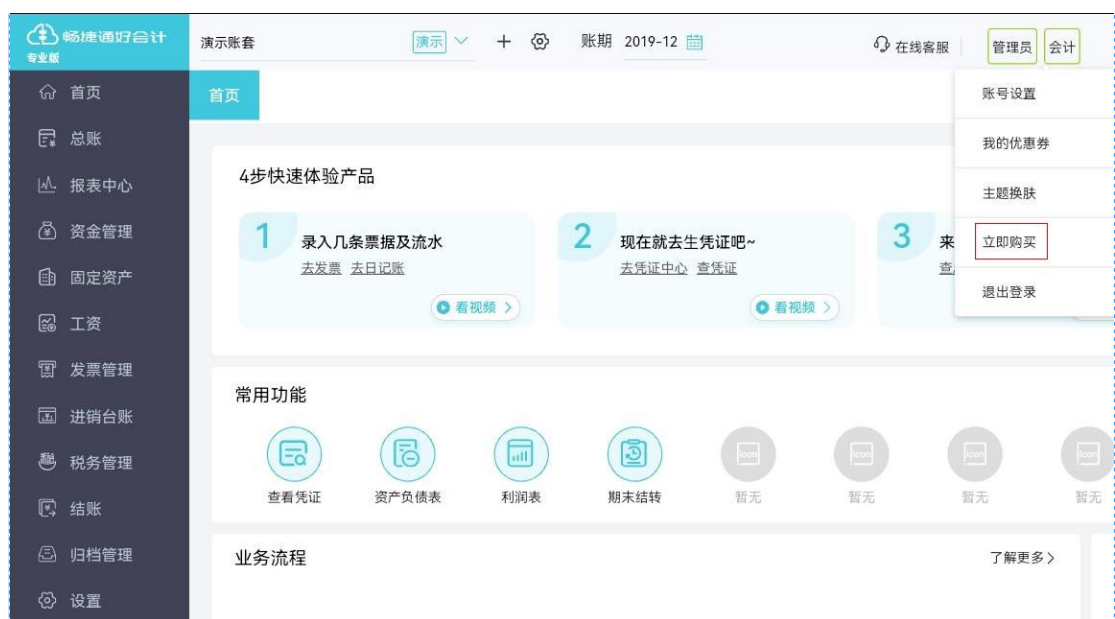 畅捷通好会计
专业版
演示账套
演示
账期 2019-12
在线客服
管理员
会计
首页
总账
报表中心
资金管理
固定资产
工资
发票管理
进销台账
税务管理
结账
归档管理
设置
首页
账号设置
我的优惠券
主题换肤
立即购买
退出登录
4步快速体验产品
1 录入几条票据及流水
去发票 去日记账
看视频 >
2 现在就去生凭证吧~
去凭证中心 查凭证
看视频 >
3 来
查
常用功能
查看凭证
资产负债表
利润表
期末结转
icon
暂无
icon
暂无
icon
暂无
icon
暂无
业务流程
了解更多 >